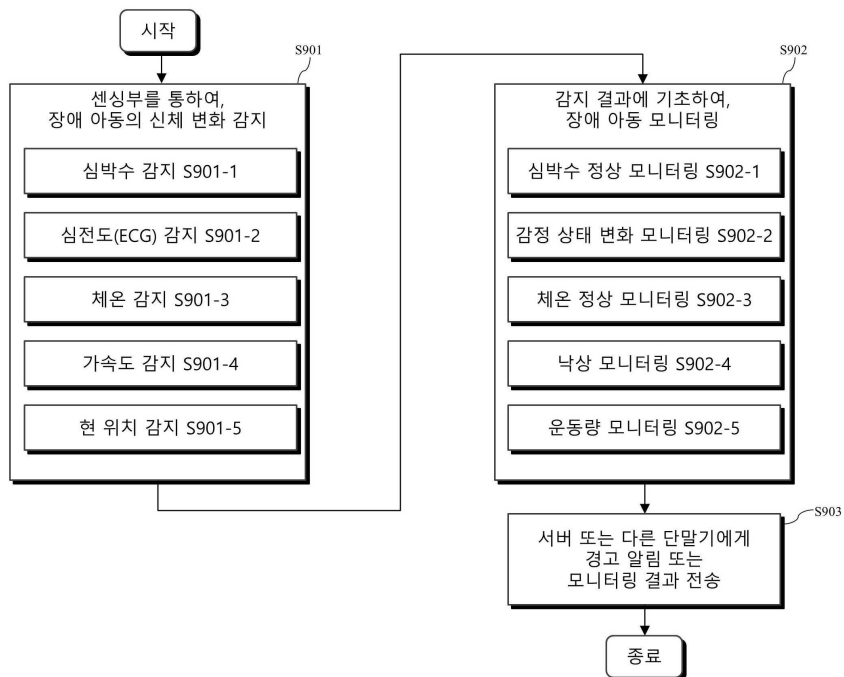 시작
S901
센싱부를 통하여,
장애 아동의 신체 변화 감지
심박수 감지 S901-1
심전도(ECG) 감지 S901-2
체온 감지 S901-3
가속도 감지 S901-4
현 위치 감지 S901-5
S902
감지 결과에 기초하여,
장애 아동 모니터링
심박수 정상 모니터링 S902-1
감정 상태 변화 모니터링 S902-2
체온 정상 모니터링 S902-3
낙상 모니터링 S902-4
운동량 모니터링 S902-5
S903
서버 또는 다른 단말기에게
경고 알림 또는
모니터링 결과 전송
종료